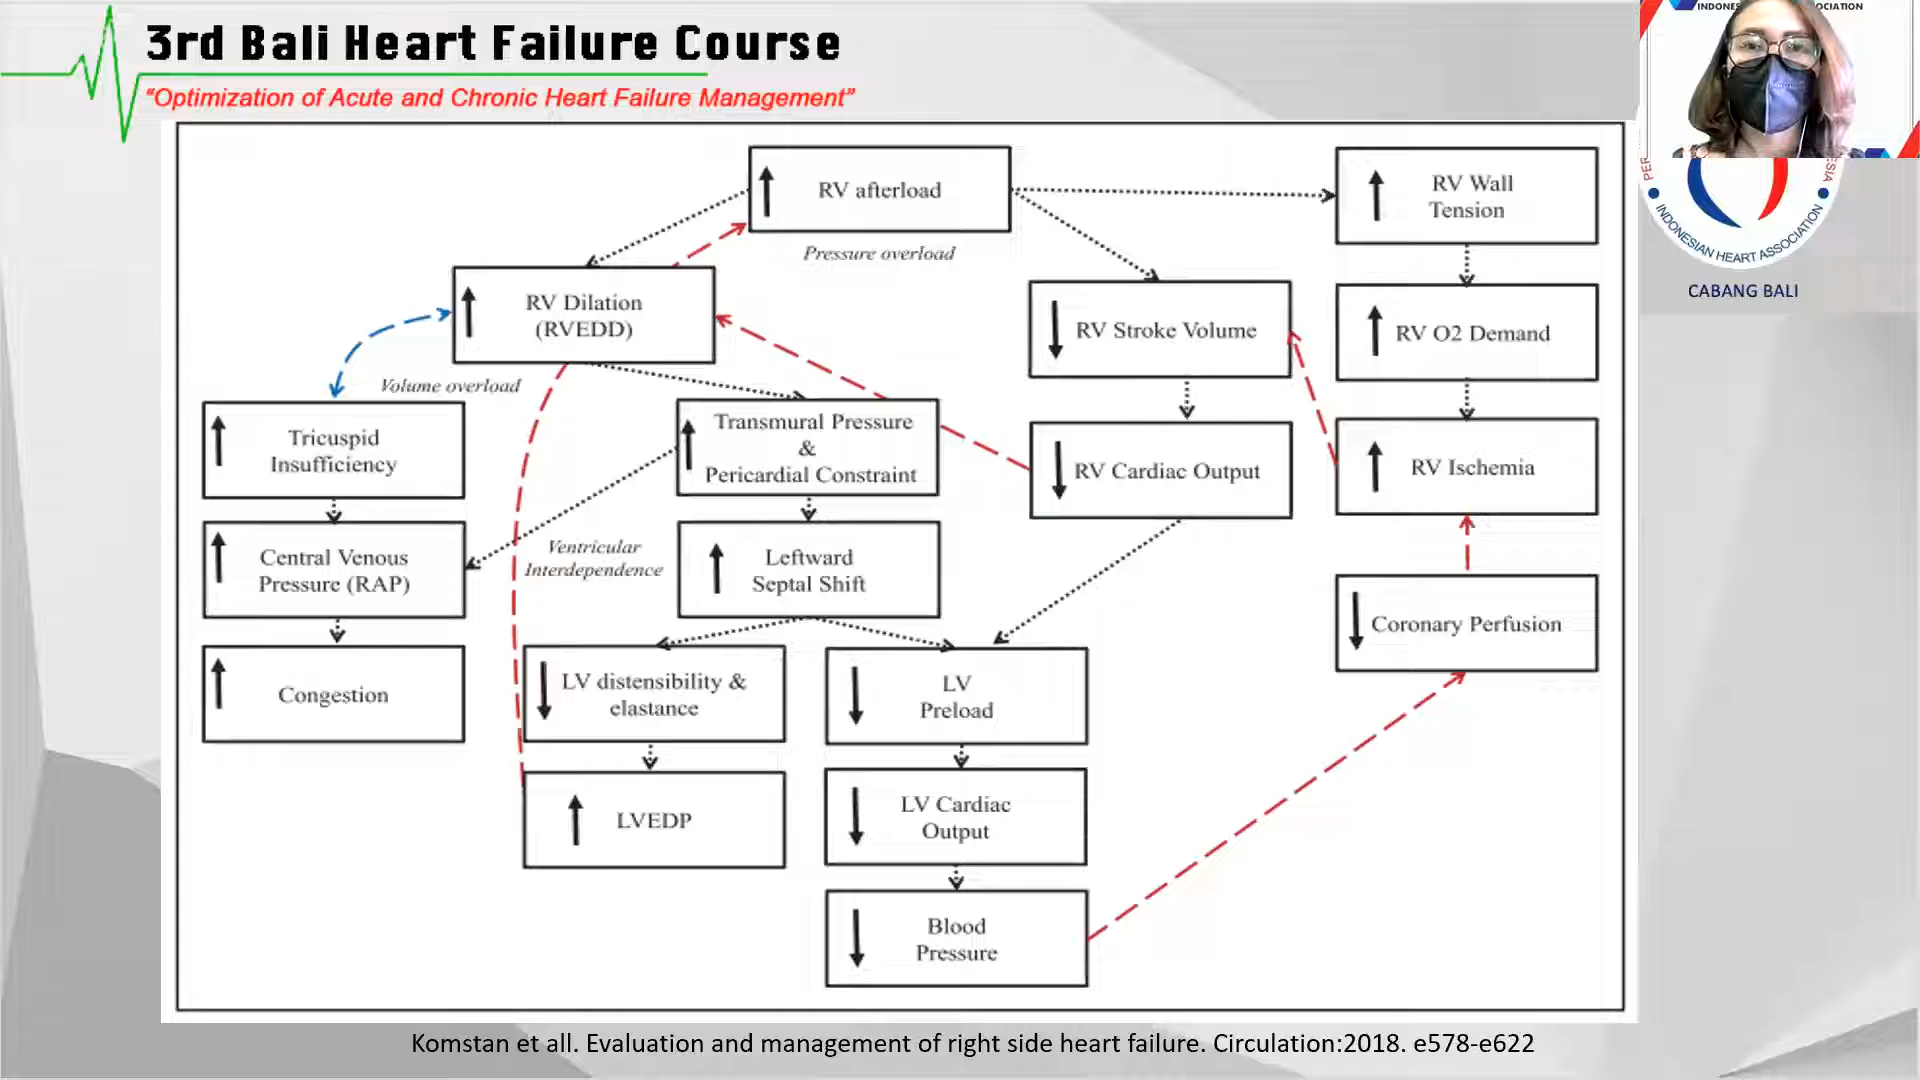 3rd Bali Heart Failure Course
“Optimization of Acute and Chronic Heart Failure Management”
RV afterload
Pressure overload
RV Wall
Tension
RV Dilation
(RVEDD)
RV Stroke Volume
RV O2 Demand
Volume overload
Tricuspid
Insufficiency
Transmural Pressure
&
Pericardial Constraint
RV Cardiac Output
RV Ischemia
Central Venous
Pressure (RAP)
Ventricular
Interdependence
Leftward
Septal Shift
Coronary Perfusion
Congestion
LV distensibility &
elastance
LV
Preload
LVEDP
LV Cardiac
Output
Blood
Pressure
Komstan et all. Evaluation and management of right side heart failure. Circulation:2018. e578-e622
INDONESIAN HEART ASSOCIATION
CABANG BALI